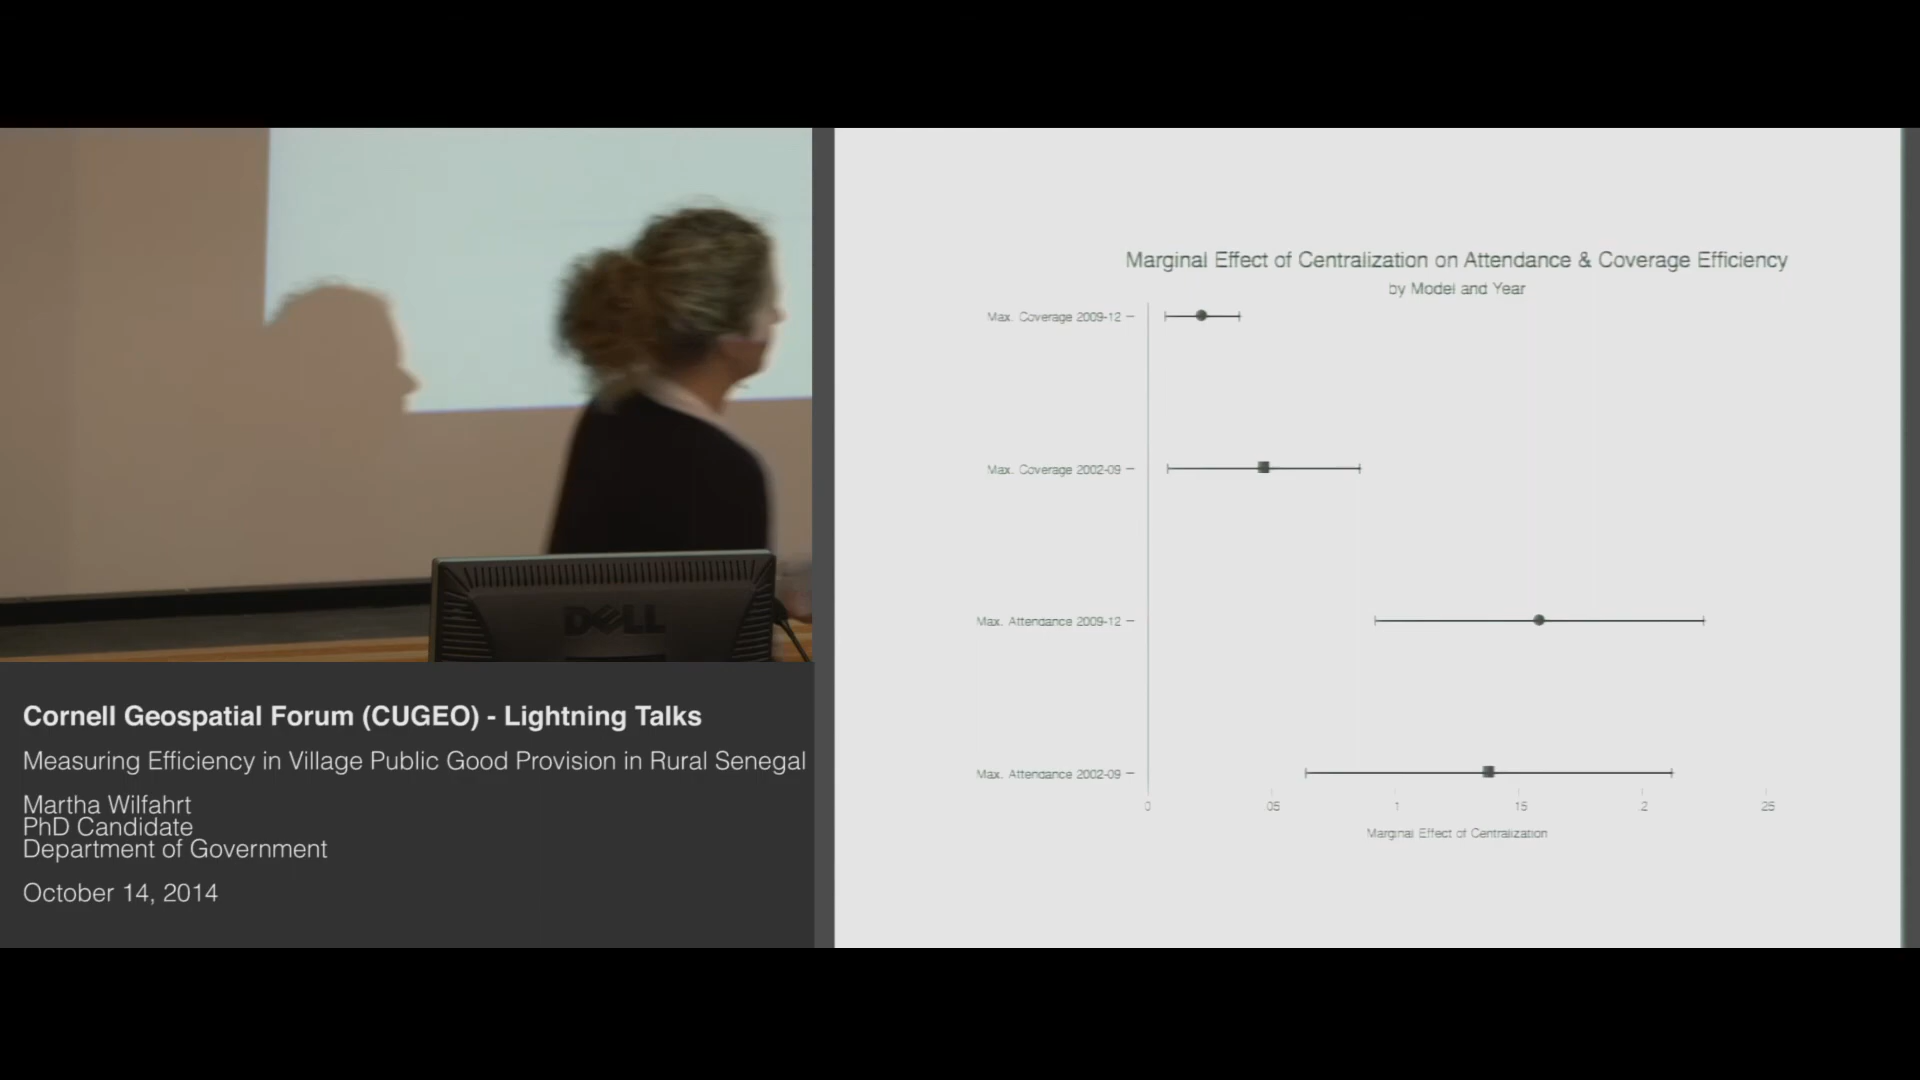 DELL
Cornell Geospatial Forum (CUGEO) - Lightning Talks
Measuring Efficiency in Village Public Good Provision in Rural Senegal
Martha Wilfahrt
PhD Candidate
Department of Government
October 14, 2014
Marginal Effect of Centralization on Attendance & Coverage Efficiency
by Model and Year
Max. Coverage 2009-12
Max. Coverage 2002-09
Max. Attendance 2009-12
Max. Attendance 2002-09
0 .05 .1 .15 .2 .25
Marginal Effect of Centralization